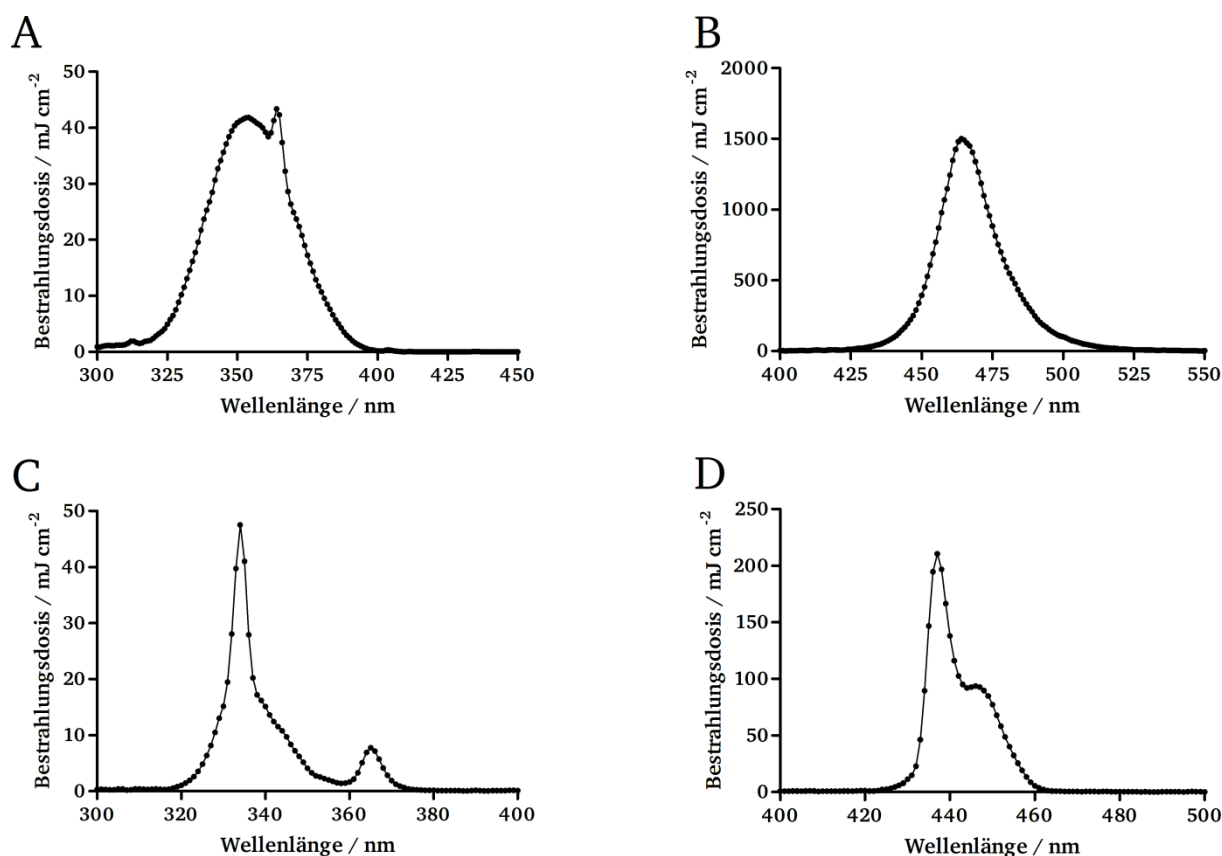 A
Bestrahlungsdosis / mJ cm⁻²
50
40
30
20
10
0
300 325 350 375 400 425 450
Wellenlänge / nm
B
Bestrahlungsdosis / mJ cm⁻²
2000
1500
1000
500
0
400 425 450 475 500 525 550
Wellenlänge / nm
C
Bestrahlungsdosis / mJ cm⁻²
50
40
30
20
10
0
300 320 340 360 380 400
Wellenlänge / nm
D
Bestrahlungsdosis / mJ cm⁻²
250
200
150
100
50
0
400 420 440 460 480 500
Wellenlänge / nm